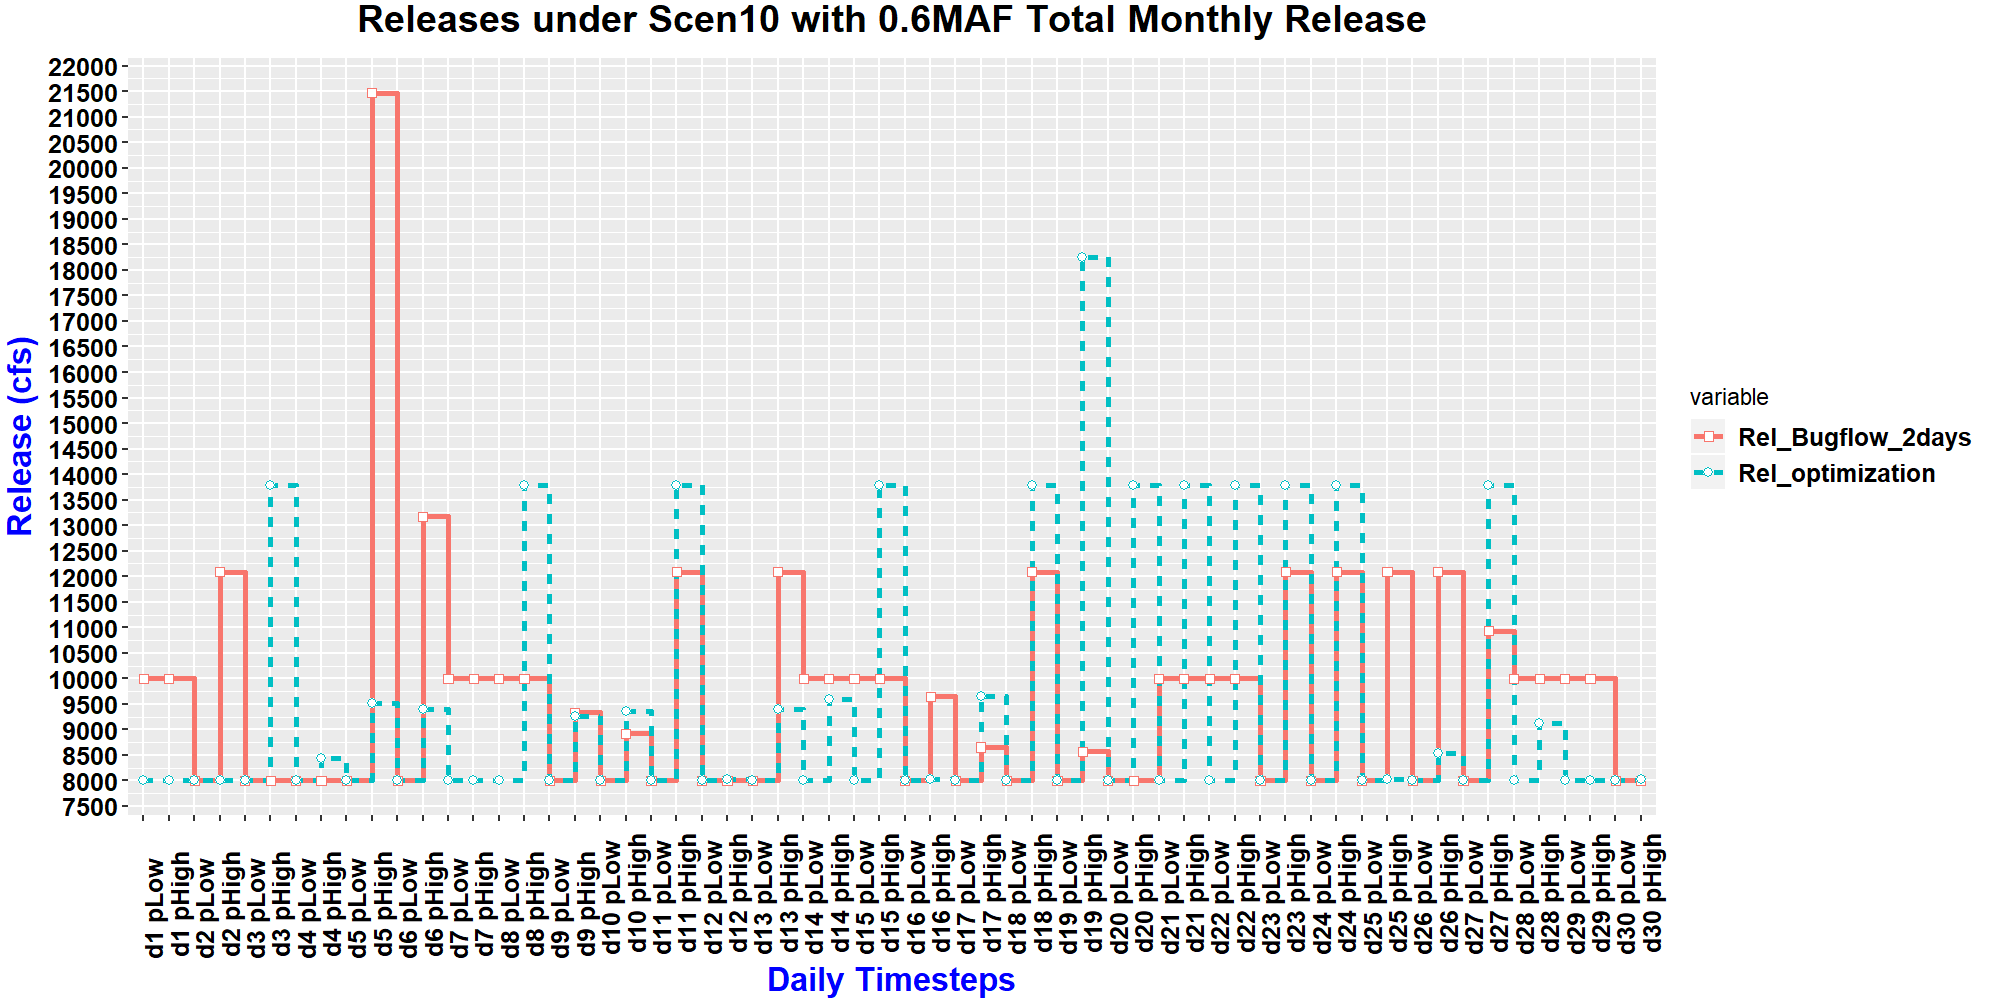 Releases under Scen10 with 0.6MAF Total Monthly Release
Release (cfs)
22000
21500
21000
20500
20000
19500
19000
18500
18000
17500
17000
16500
16000
15500
15000
14500
14000
13500
13000
12500
12000
11500
11000
10500
10000
9500
9000
8500
8000
7500
d1 pLow
d1 pHigh
d2 pLow
d2 pHigh
d3 pLow
d3 pHigh
d4 pLow
d4 pHigh
d5 pLow
d5 pHigh
d6 pLow
d6 pHigh
d7 pLow
d7 pHigh
d8 pLow
d8 pHigh
d9 pLow
d9 pHigh
d10 pLow
d10 pHigh
d11 pLow
d11 pHigh
d12 pLow
d12 pHigh
d13 pLow
d13 pHigh
d14 pLow
d14 pHigh
d15 pLow
d15 pHigh
d16 pLow
d16 pHigh
d17 pLow
d17 pHigh
d18 pLow
d18 pHigh
d19 pLow
d19 pHigh
d20 pLow
d20 pHigh
d21 pLow
d21 pHigh
d22 pLow
d22 pHigh
d23 pLow
d23 pHigh
d24 pLow
d24 pHigh
d25 pLow
d25 pHigh
d26 pLow
d26 pHigh
d27 pLow
d27 pHigh
d28 pLow
d28 pHigh
d29 pLow
d29 pHigh
d30 pLow
d30 pHigh
Daily Timesteps
variable
Rel_Bugflow_2days
Rel_optimization